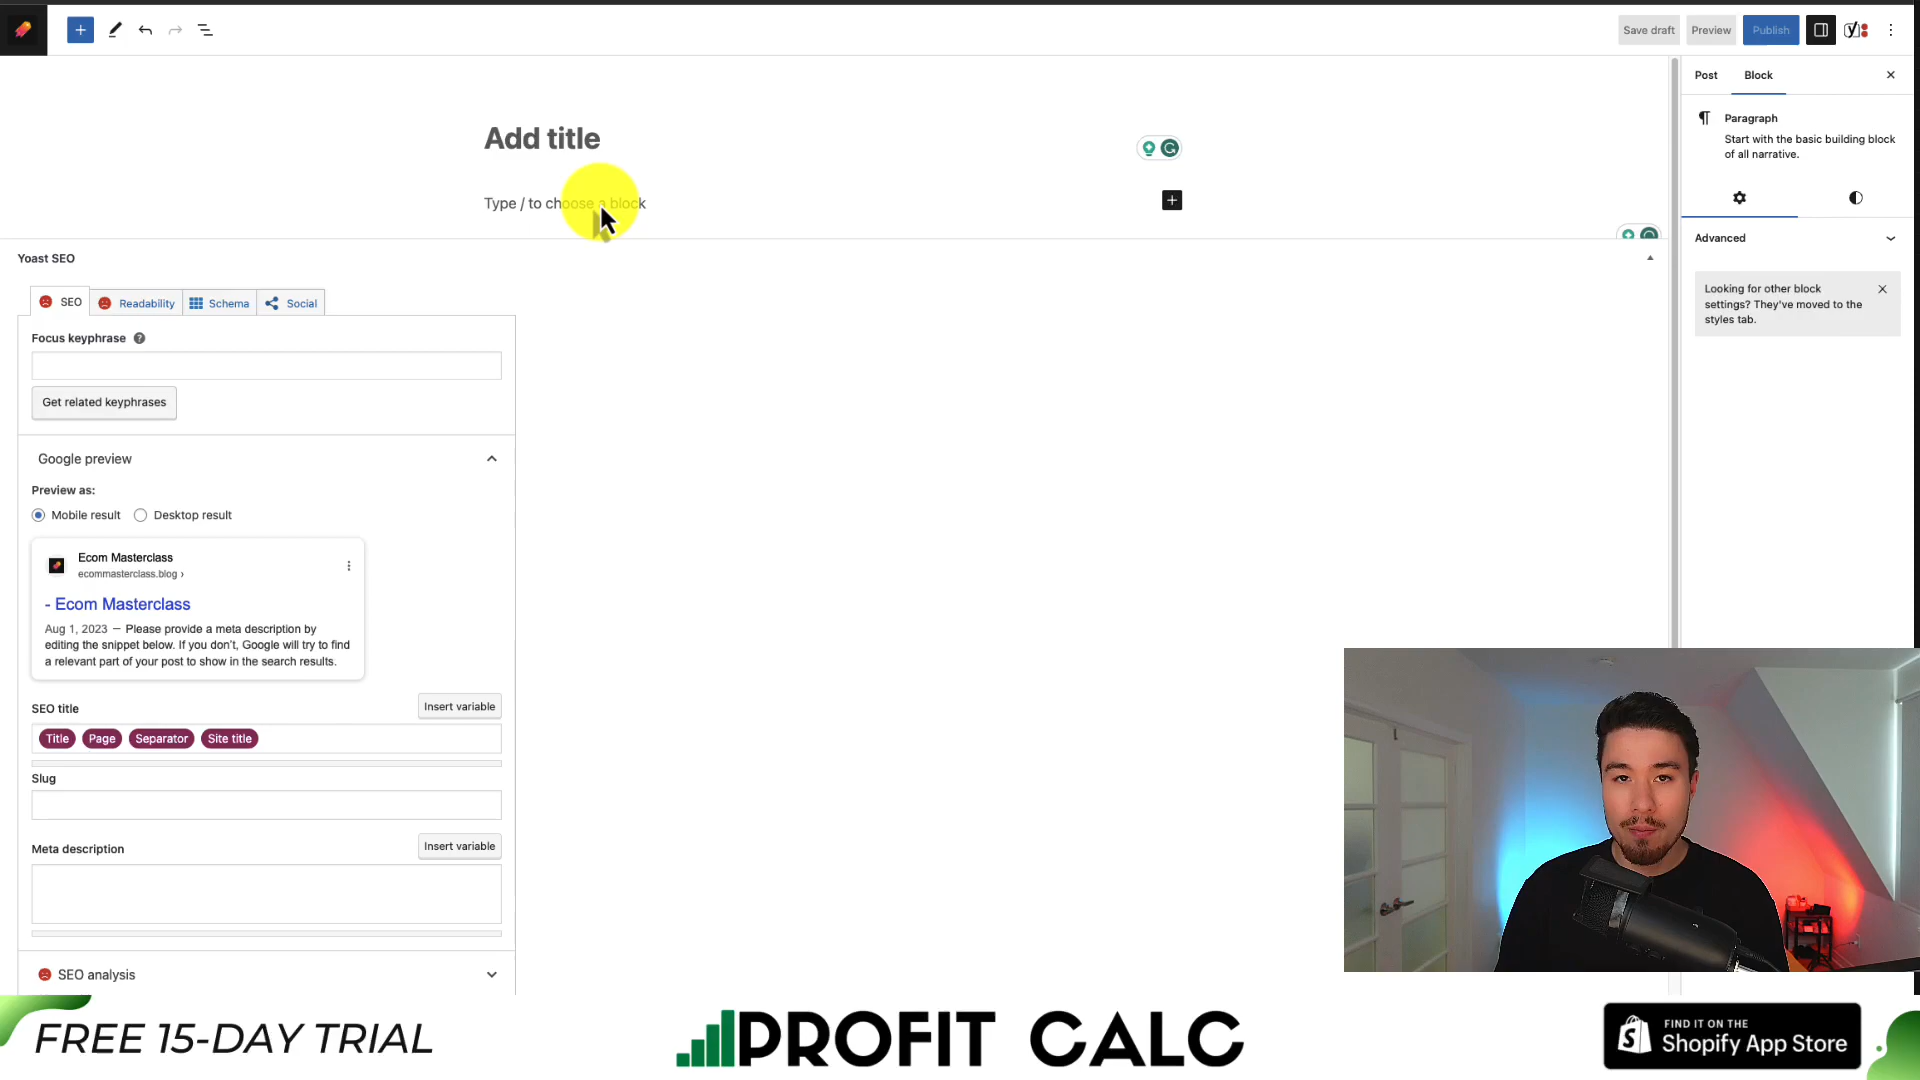 Save draft
Preview
Publish
Post
Block
Paragraph
Start with the basic building block
of all narrative.
Add title
Type / to choose a block
Advanced
Looking for other block
settings? They've moved to the
styles tab.
Yoast SEO
SEO
Readability
Schema
Social
Focus keyphrase
Get related keyphrases
Google preview
Preview as:
Mobile result
Desktop result
Ecom Masterclass
ecommasterclass.blog ›
- Ecom Masterclass
Aug 1, 2023 — Please provide a meta description by
editing the snippet below. If you don't, Google will try to find
a relevant part of your post to show in the search results.
SEO title
Insert variable
Title
Page
Separator
Site title
Slug
Meta description
Insert variable
SEO analysis
FREE 15-DAY TRIAL
PROFIT CALC
FIND IT ON THE
Shopify App Store